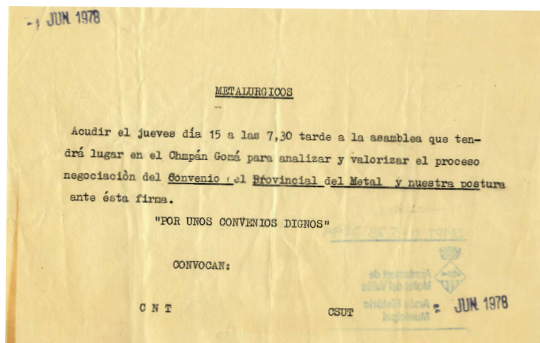 -1 JUN. 1978
METALURGICOS
Acudir el jueves día 15 a las 7,30 tarde a la asamblea que ten-
drá lugar en el Chmpán Gomá para analizar y valorizar el proceso
negociación del Convenio el Provincial del Metal y nuestra postura
ante ésta firma.
"POR UNOS CONVENIOS DIGNOS"
CONVOCAN:
Ajuntament de
Mollet del Vallès
Arxiu Històric
Municipal
C N T
CSUT
JUN. 1978